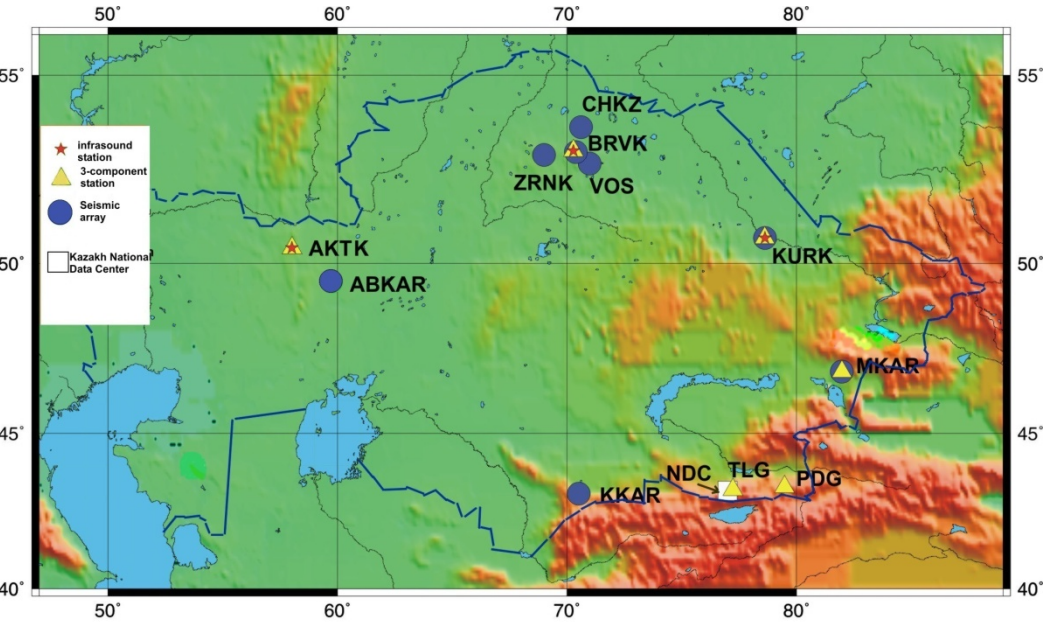 50° 60° 70° 80°
55° 55°
CHKZ
BRVK
ZRNK VOS
infrasound
station
3-component
station
Seismic
array
Kazakh National
Data Center
AKTK
KURK
50° 50°
ABKAR
MKAR
45° 45°
NDC TLG PDG
KKAR
40° 40°
50° 60° 70° 80°